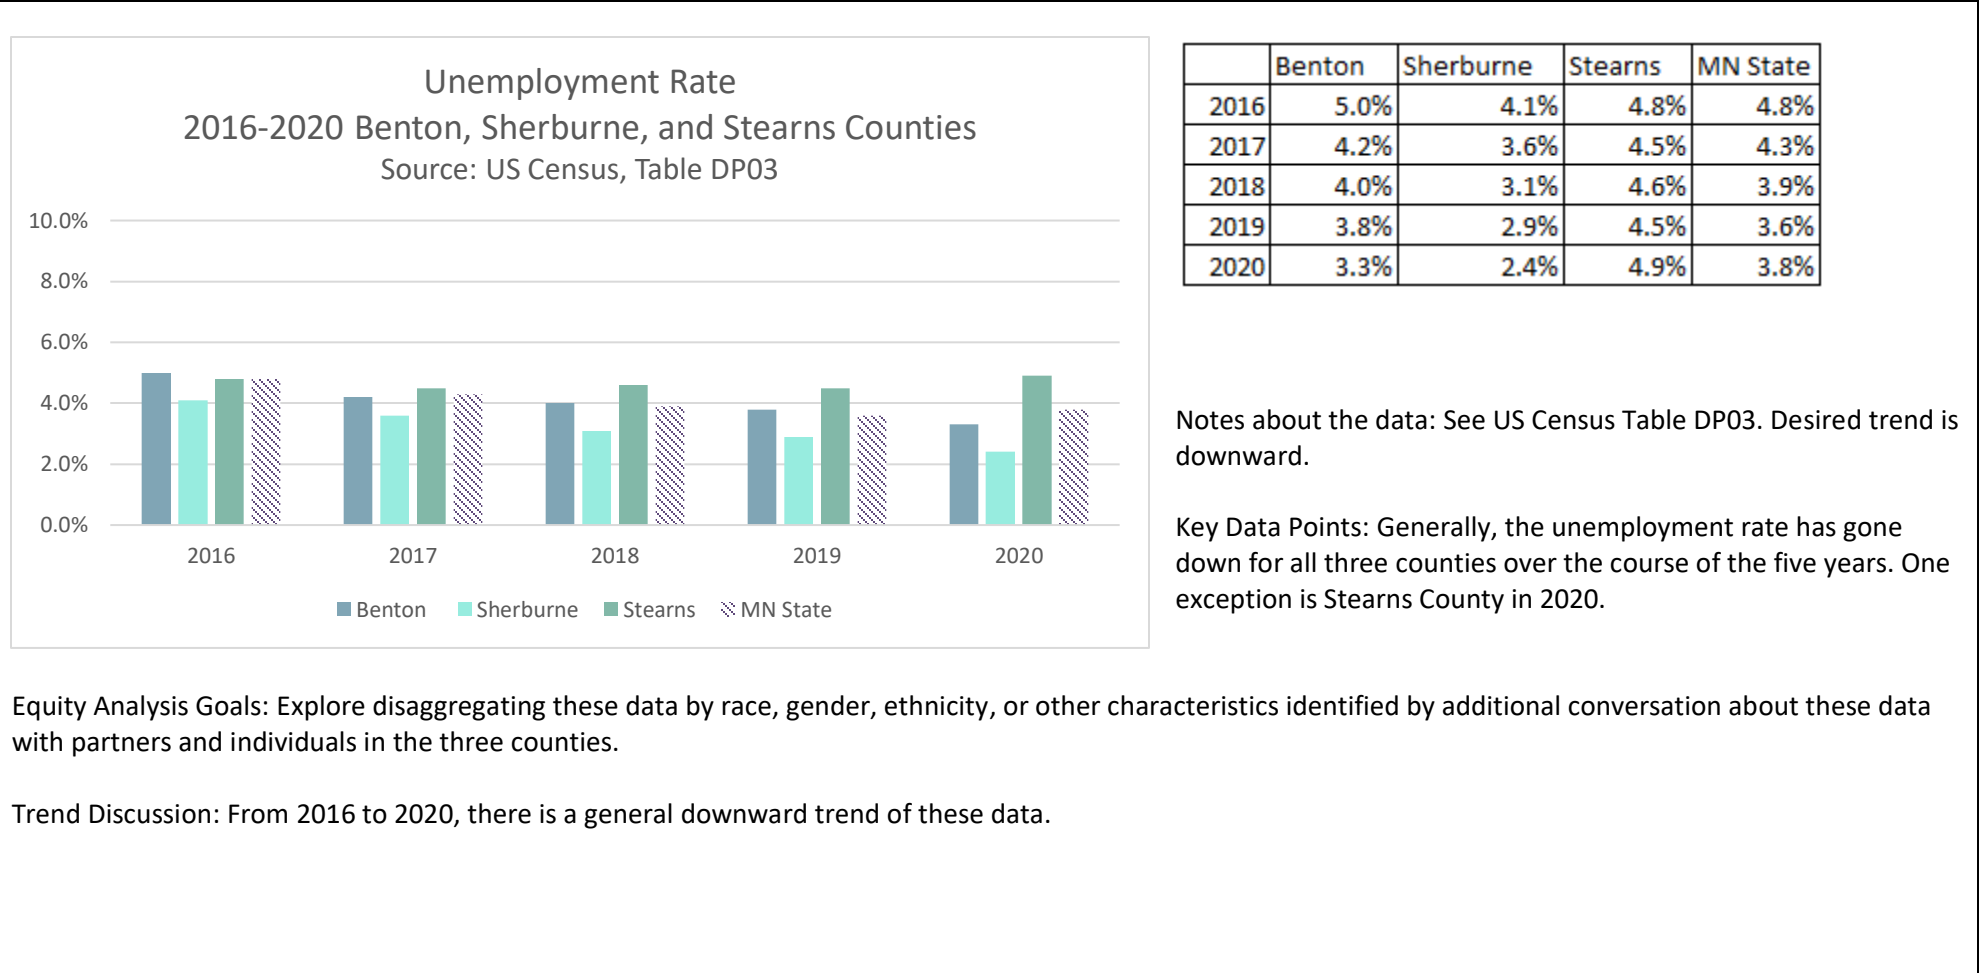 Unemployment Rate
2016-2020 Benton, Sherburne, and Stearns Counties
Source: US Census, Table DP03
10.0%
8.0%
6.0%
4.0%
2.0%
0.0%
2016 2017 2018 2019 2020
Benton Sherburne Stearns MN State
Benton Sherburne Stearns MN State
2016 5.0% 4.1% 4.8% 4.8%
2017 4.2% 3.6% 4.5% 4.3%
2018 4.0% 3.1% 4.6% 3.9%
2019 3.8% 2.9% 4.5% 3.6%
2020 3.3% 2.4% 4.9% 3.8%
Notes about the data: See US Census Table DP03. Desired trend is
downward.
Key Data Points: Generally, the unemployment rate has gone
down for all three counties over the course of the five years. One
exception is Stearns County in 2020.
Equity Analysis Goals: Explore disaggregating these data by race, gender, ethnicity, or other characteristics identified by additional conversation about these data
with partners and individuals in the three counties.
Trend Discussion: From 2016 to 2020, there is a general downward trend of these data.